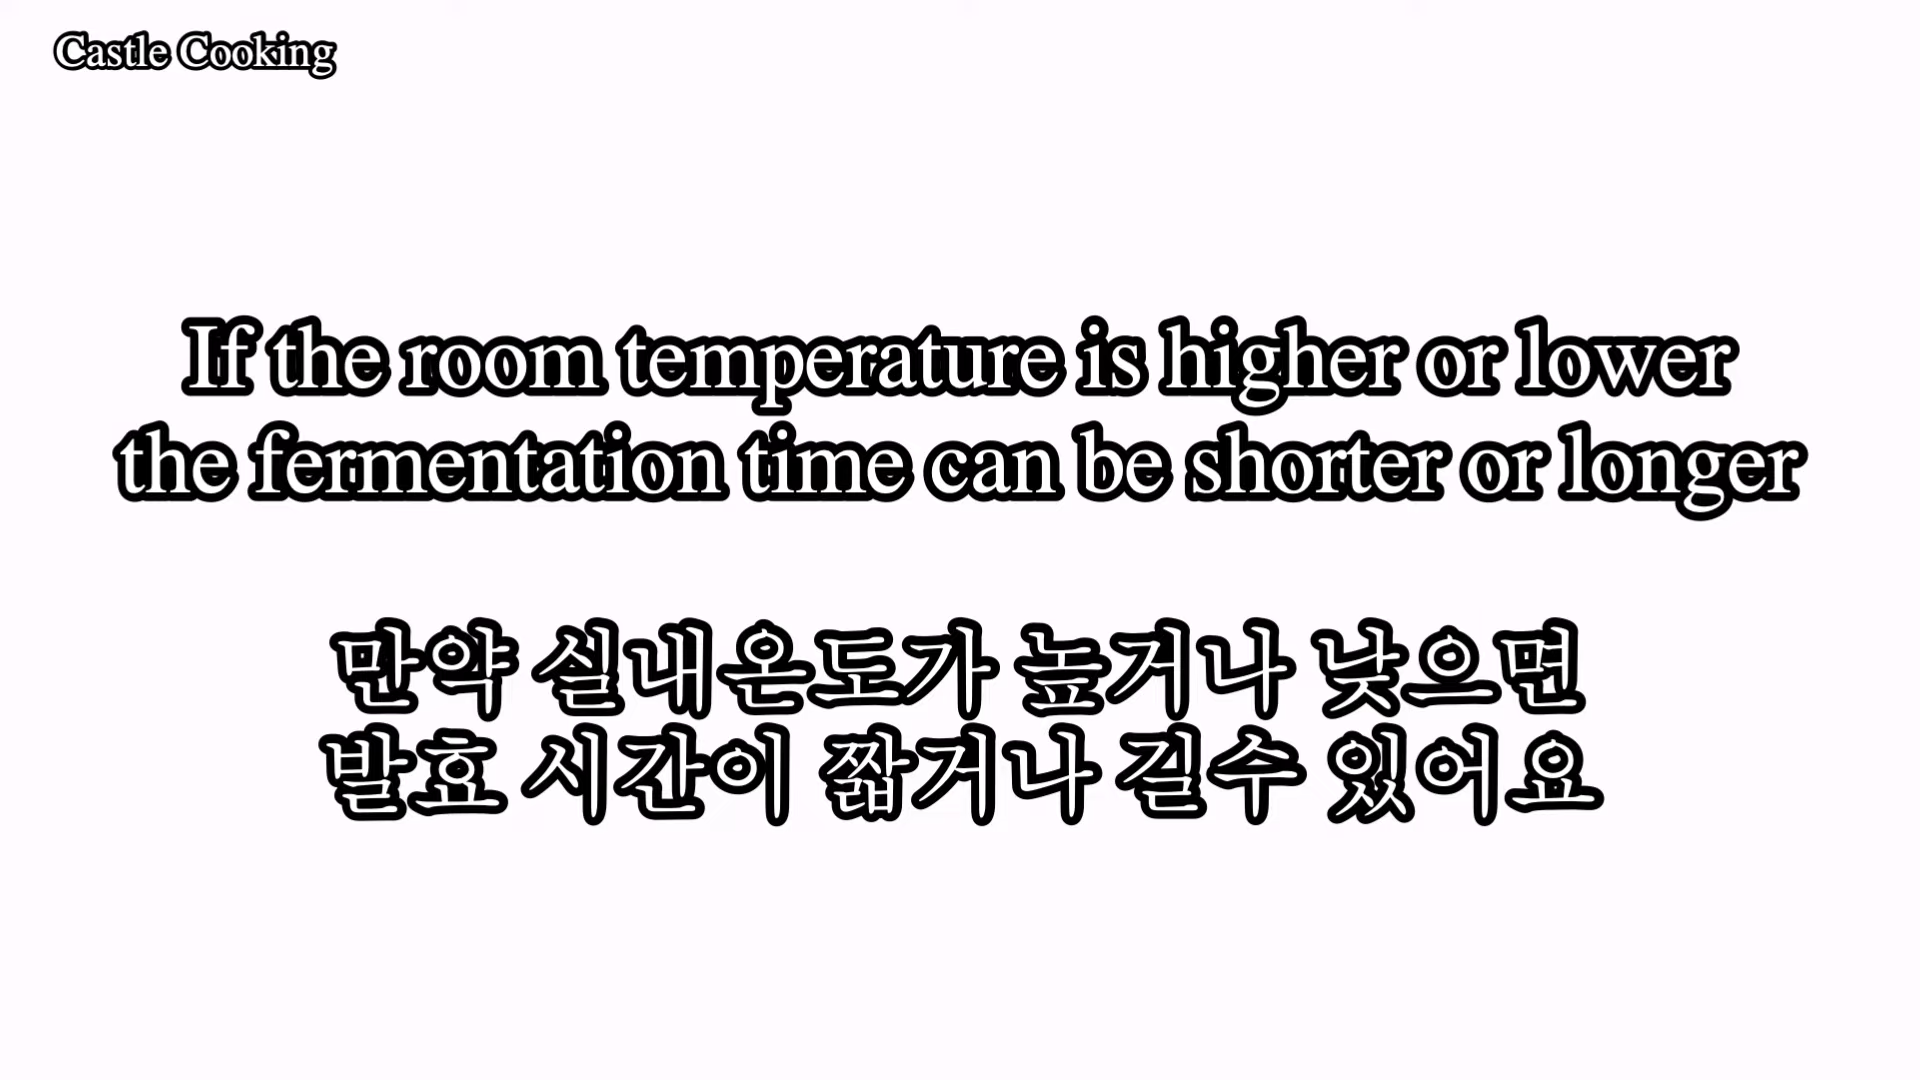 Castle Cooking
If the room temperature is higher or lower
the fermentation time can be shorter or longer
만약 실내온도가 높거나 낮으면
발효 시간이 짧거나 길수 있어요